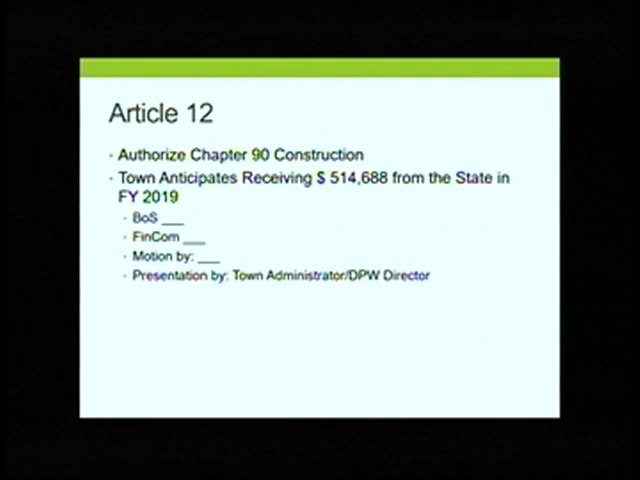 Article 12
Authorize Chapter 90 Construction
Town Anticipates Receiving $ 514,688 from the State in
FY 2019
BoS ___
FinCom ___
Motion by: ___
Presentation by: Town Administrator/DPW Director